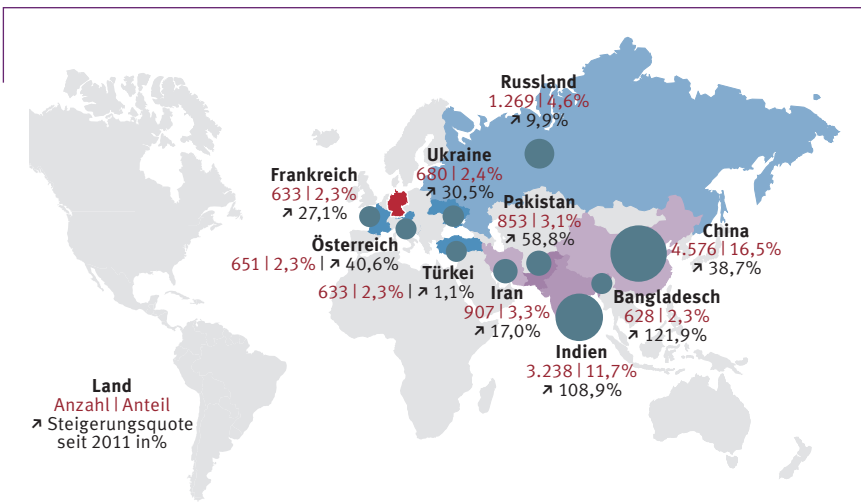 Russland
1.269 | 4,6%
↗ 9,9%
Ukraine
680 | 2,4%
↗ 30,5%
Frankreich
633 | 2,3%
↗ 27,1%
Pakistan
853 | 3,1%
↗ 58,8%
China
4.576 | 16,5%
↗ 38,7%
Österreich
651 | 2,3% | ↗ 40,6%
Türkei
633 | 2,3% | ↗ 1,1%
Iran
907 | 3,3%
↗ 17,0%
Bangladesch
628 | 2,3%
↗ 121,9%
Indien
3.238 | 11,7%
↗ 108,9%
Land
Anzahl | Anteil
↗ Steigerungsquote
seit 2011 in%